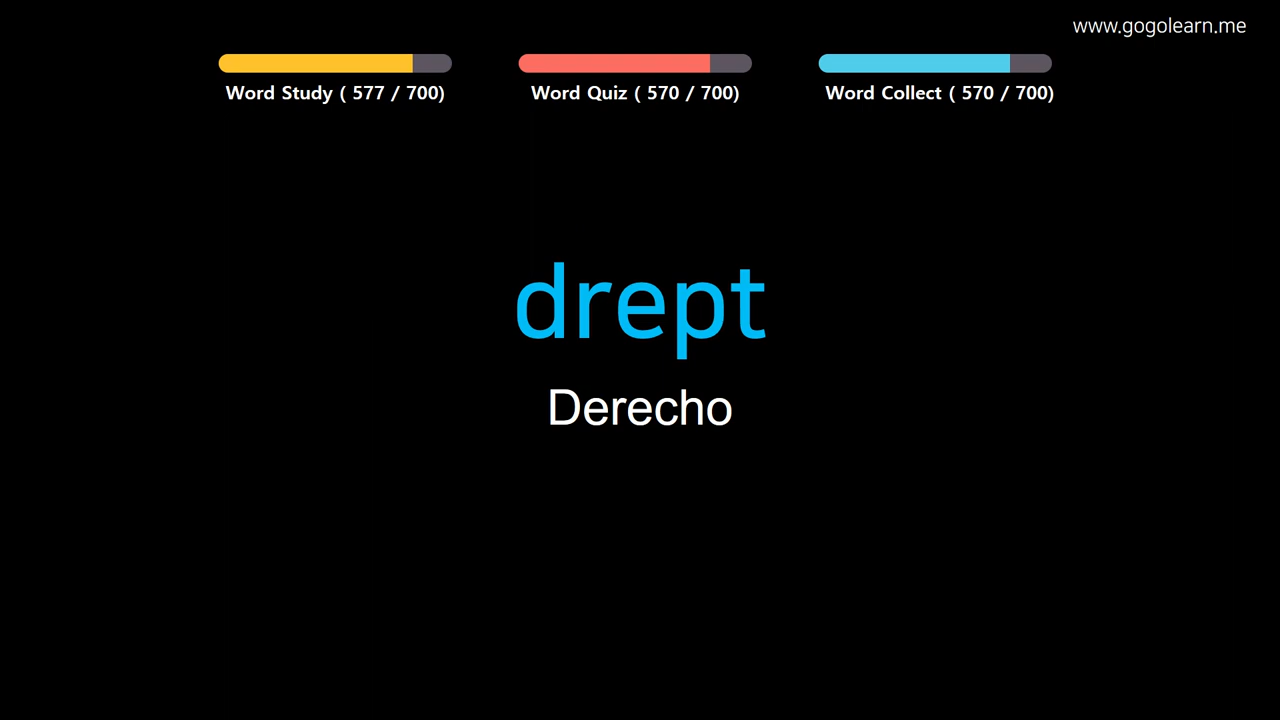 www.gogolearn.me
Word Study ( 577 / 700)
Word Quiz ( 570 / 700)
Word Collect ( 570 / 700)
drept
Derecho